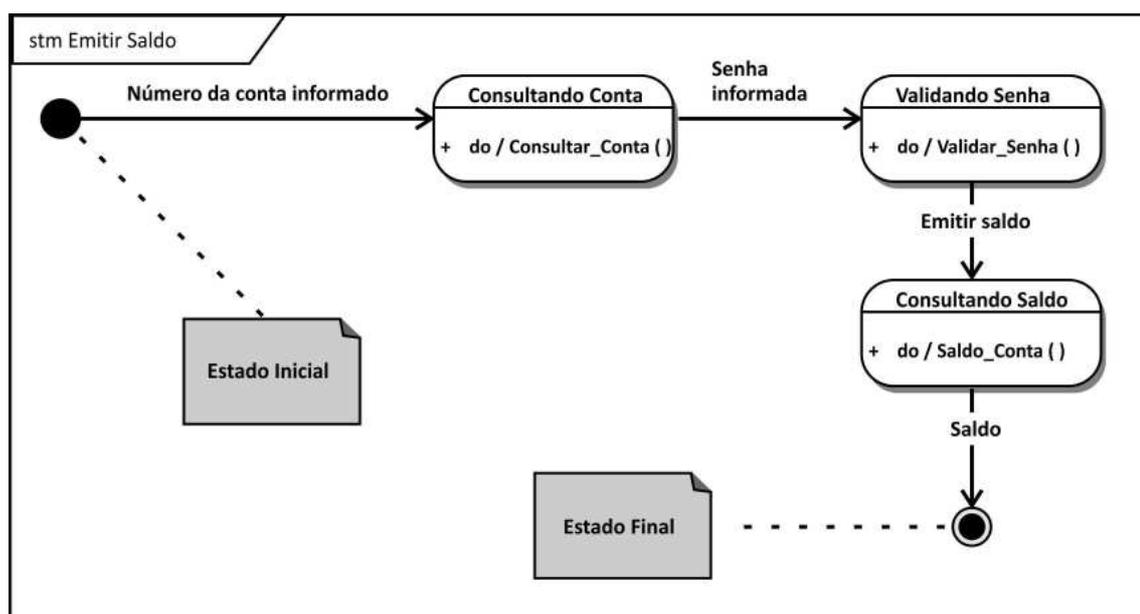 stm Emitir Saldo
Número da conta informado
Consultando Conta
+ do / Consultar_Conta ( )
Senha
informada
Validando Senha
+ do / Validar_Senha ( )
Emitir saldo
Consultando Saldo
+ do / Saldo_Conta ( )
Estado Inicial
Saldo
Estado Final